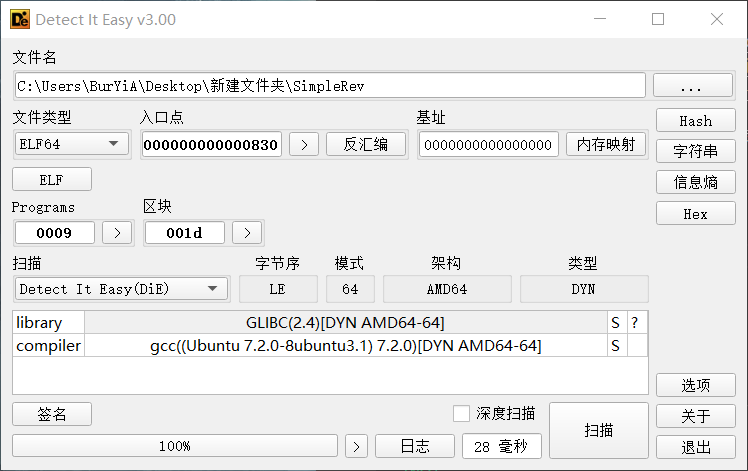 Detect It Easy v3.00
文件名
C:\Users\BurYiA\Desktop\新建文件夹\SimpleRev ...
文件类型 入口点 基址 Hash
ELF64 0000000000000830 > 反汇编 0000000000000000 内存映射 字符串
ELF 信息熵
Programs 区块 Hex
0009 > 001d >
扫描 字节序 模式 架构 类型
Detect It Easy(DiE) LE 64 AMD64 DYN
library GLIBC(2.4)[DYN AMD64-64] S ?
compiler gcc((Ubuntu 7.2.0-8ubuntu3.1) 7.2.0)[DYN AMD64-64] S
选项
签名 深度扫描 扫描 关于
100% > 日志 28 毫秒 退出